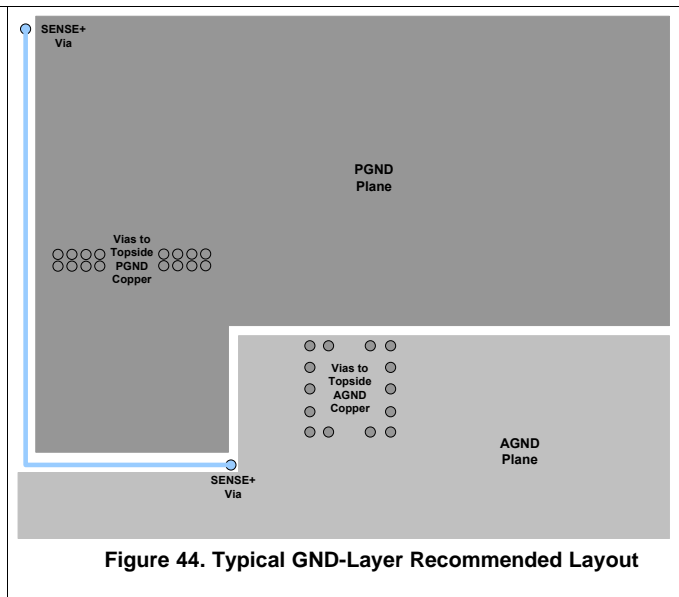 SENSE+
Via
PGND
Plane
Vias to
Topside
PGND
Copper
Vias to
Topside
AGND
Copper
AGND
Plane
SENSE+
Via
Figure 44. Typical GND-Layer Recommended Layout